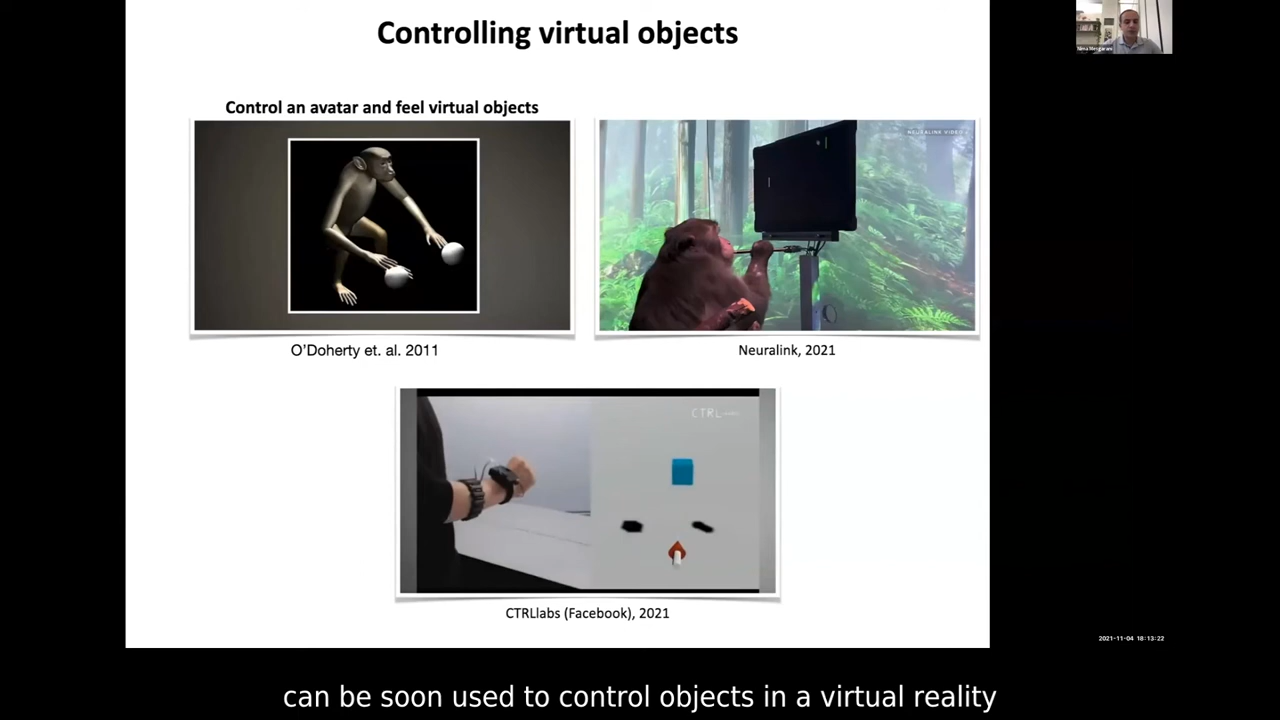 Controlling virtual objects
Nima Mesgarani
Control an avatar and feel virtual objects
NEURALINK VIDEO
O'Doherty et. al. 2011
Neuralink, 2021
CTRL
CTRLlabs (Facebook), 2021
2021-11-04 18:13:22
can be soon used to control objects in a virtual reality